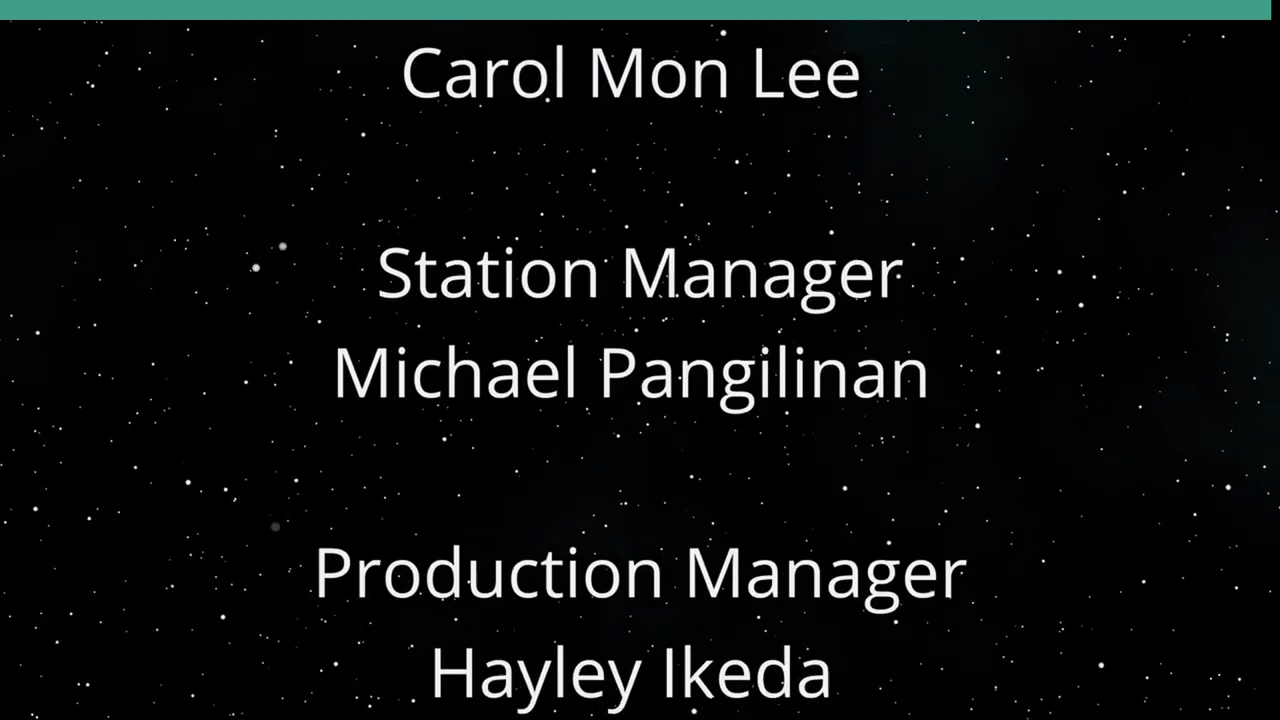 Carol Mon Lee
Station Manager
Michael Pangilinan
Production Manager
Hayley Ikeda